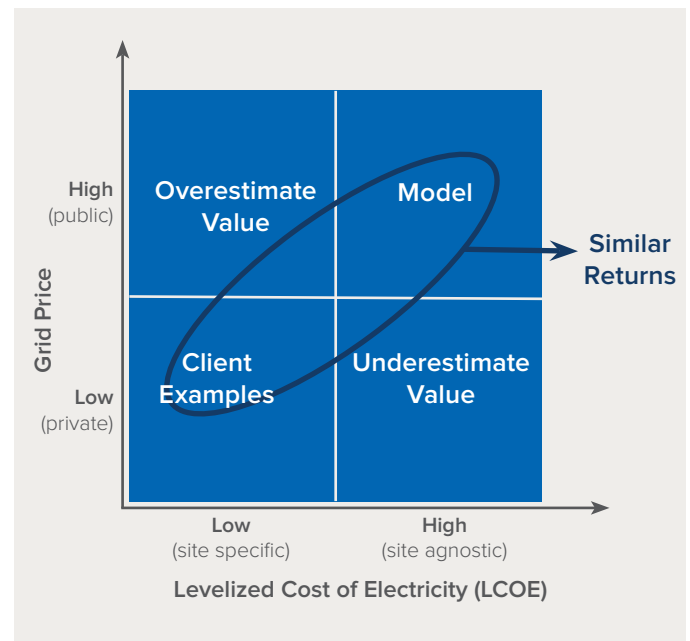 High
(public)
Overestimate
Value
Model
Similar
Returns
Grid Price
Low
(private)
Client
Examples
Underestimate
Value
Low
(site specific)
High
(site agnostic)
Levelized Cost of Electricity (LCOE)